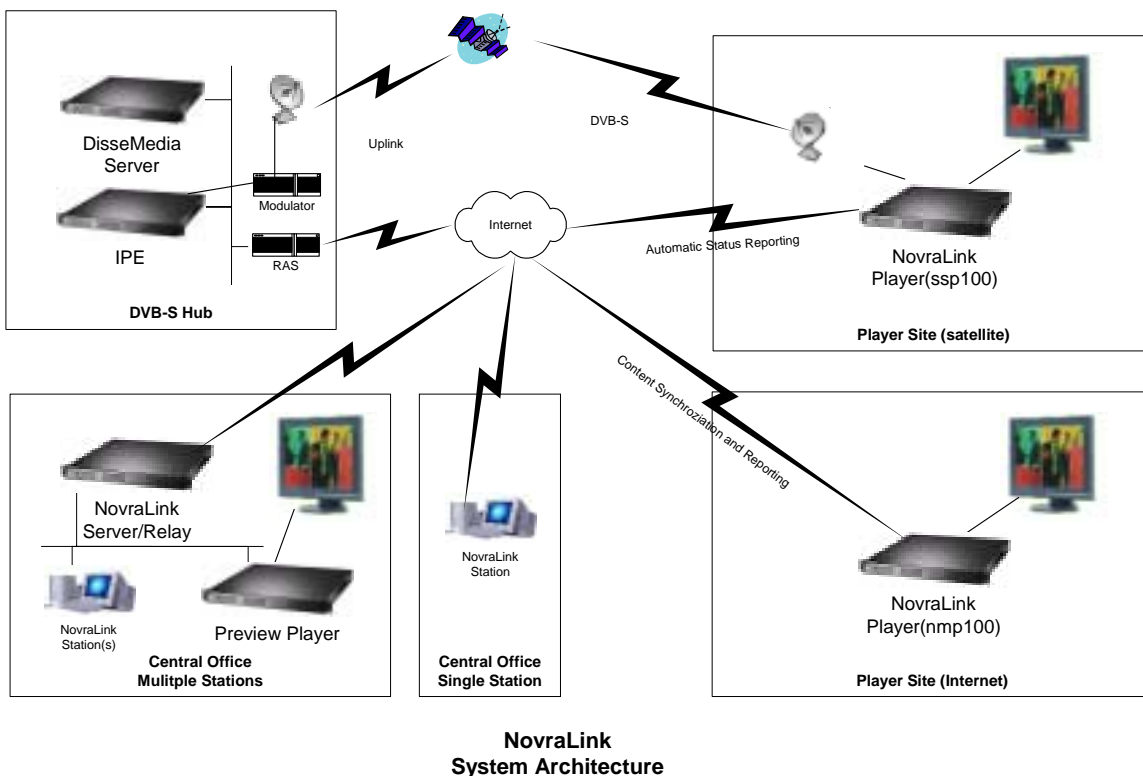 DisseMedia
Server
IPE
Modulator
RAS
DVB-S Hub
Uplink
DVB-S
Internet
Automatic Status Reporting
NovraLink
Player(ssp100)
Player Site (satellite)
Content Synchroziation and Reporting
NovraLink
Server/Relay
NovraLink
Station(s)
Preview Player
Central Office
Mulitple Stations
NovraLink
Station
Central Office
Single Station
NovraLink
Player(nmp100)
Player Site (Internet)
NovraLink
System Architecture